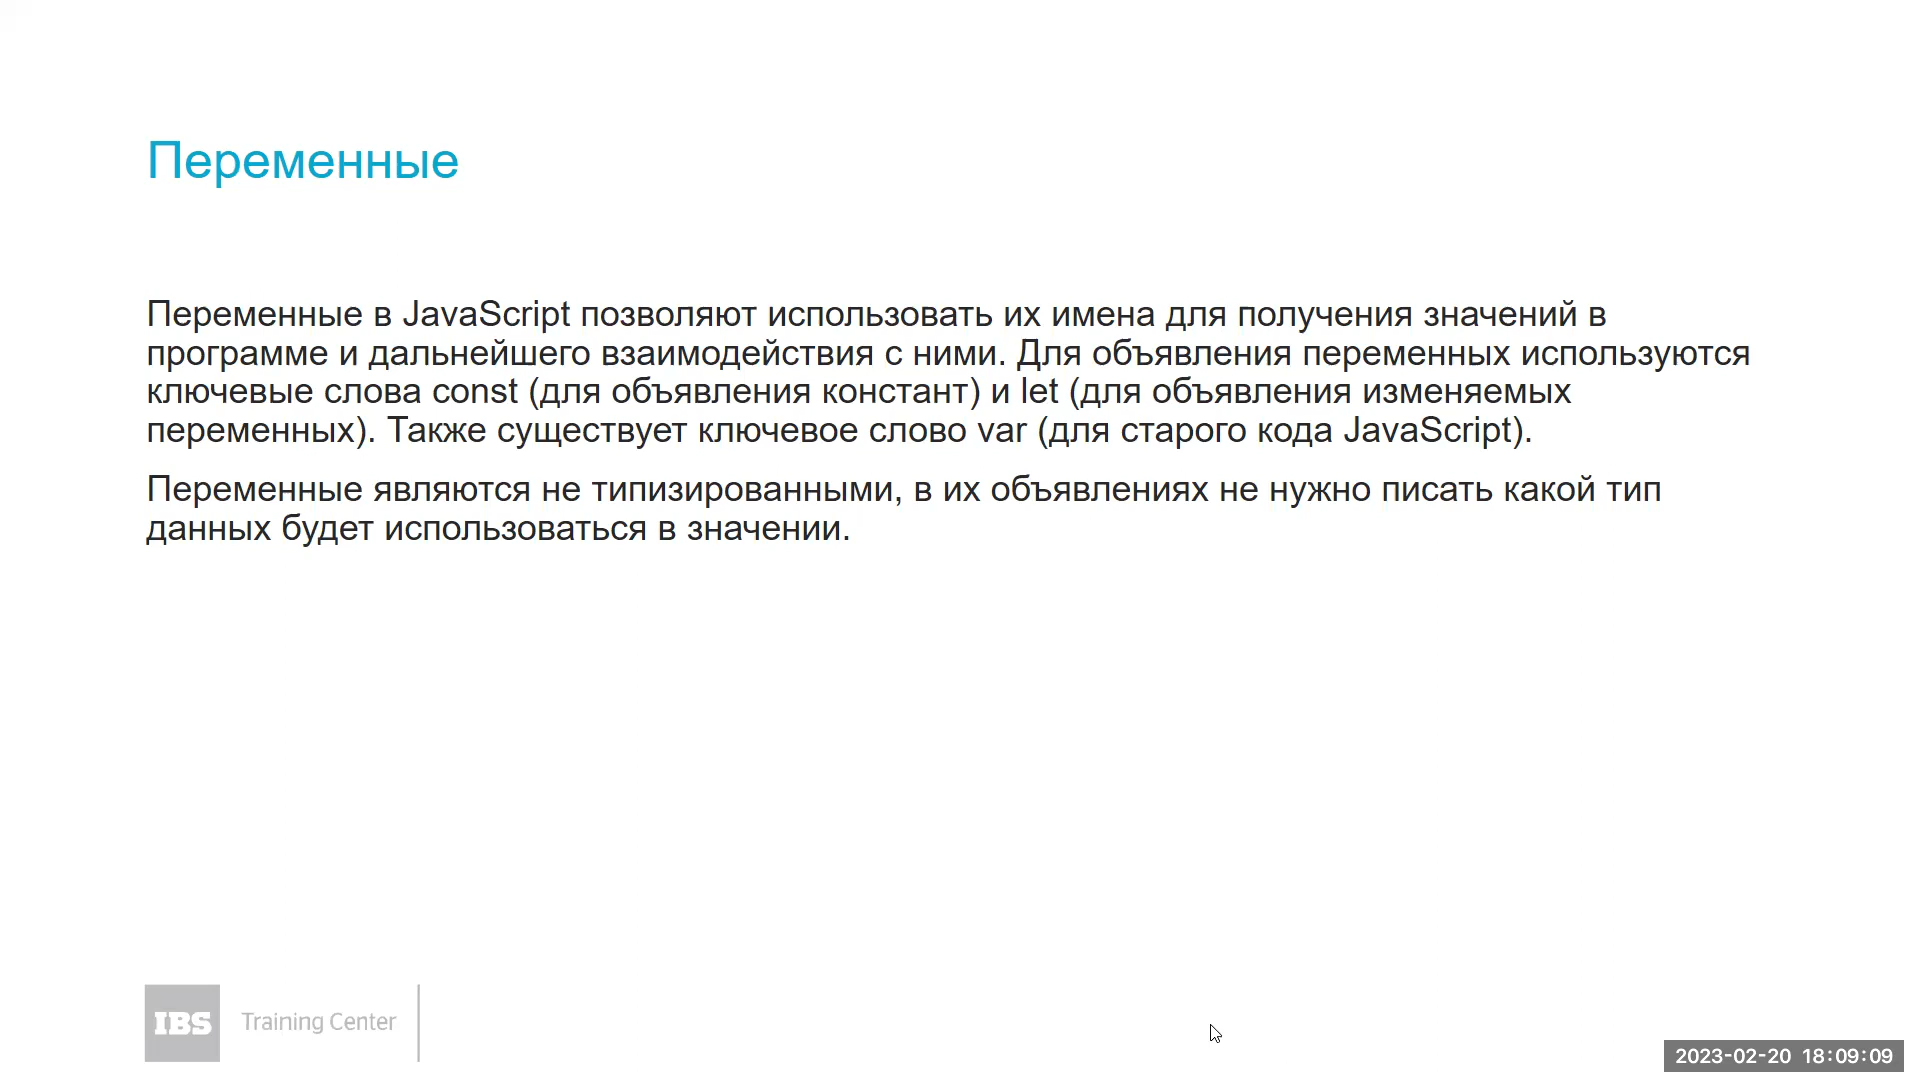 Переменные
Переменные в JavaScript позволяют использовать их имена для получения значений в
программе и дальнейшего взаимодействия с ними. Для объявления переменных используются
ключевые слова const (для объявления констант) и let (для объявления изменяемых
переменных). Также существует ключевое слово var (для старого кода JavaScript).
Переменные являются не типизированными, в их объявлениях не нужно писать какой тип
данных будет использоваться в значении.
IBS Training Center
2023-02-20 18:09:09